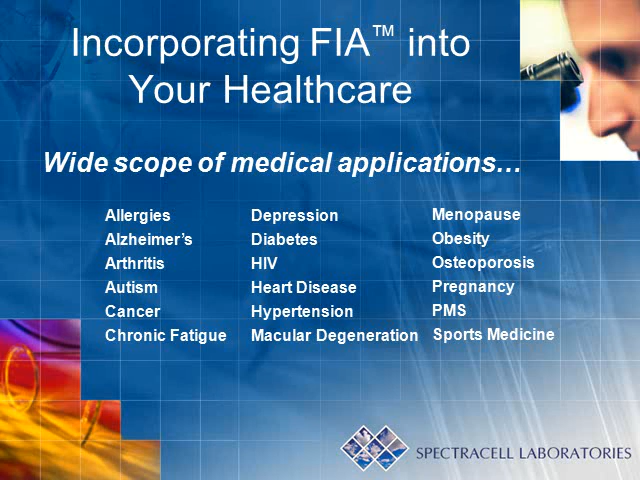 Incorporating FIA™ into
Your Healthcare
Wide scope of medical applications…
Allergies
Alzheimer’s
Arthritis
Autism
Cancer
Chronic Fatigue
Depression
Diabetes
HIV
Heart Disease
Hypertension
Macular Degeneration
Menopause
Obesity
Osteoporosis
Pregnancy
PMS
Sports Medicine
SPECTRACELL LABORATORIES